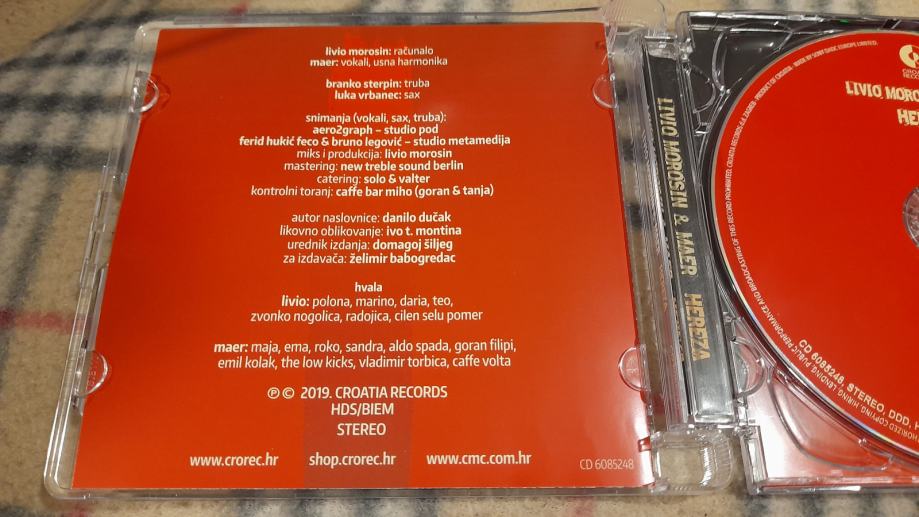 livio morosin: računalo
maer: vokali, usna harmonika
branko sterpin: truba
luka vrbanec: sax
snimanja (vokali, sax, truba):
aero2graph – studio pod
ferid hukić feco & bruno legović – studio metamedija
miks i produkcija: livio morosin
mastering: new treble sound berlin
catering: solo & valter
kontrolni toranj: caffe bar miho (goran & tanja)
autor naslovnice: danilo dučak
likovno oblikovanje: ivo t. montina
urednik izdanja: domagoj šiljeg
za izdavača: želimir babogredac
hvala
livio: polona, marino, daria, teo,
zvonko nogolica, radojica, cilen selu pomer
maer: maja, ema, roko, sandra, aldo spada, goran filipi,
emil kolak, the low kicks, vladimir torbica, caffe volta
℗ © 2019. CROATIA RECORDS
HDS/BIEM
STEREO
www.crorec.hr shop.crorec.hr www.cmc.com.hr
CD 6085248
LIVIO MOROSIN & MAER HEREZA
LIVIO MORO
HE
CD 6085248, STEREO, DDD, H